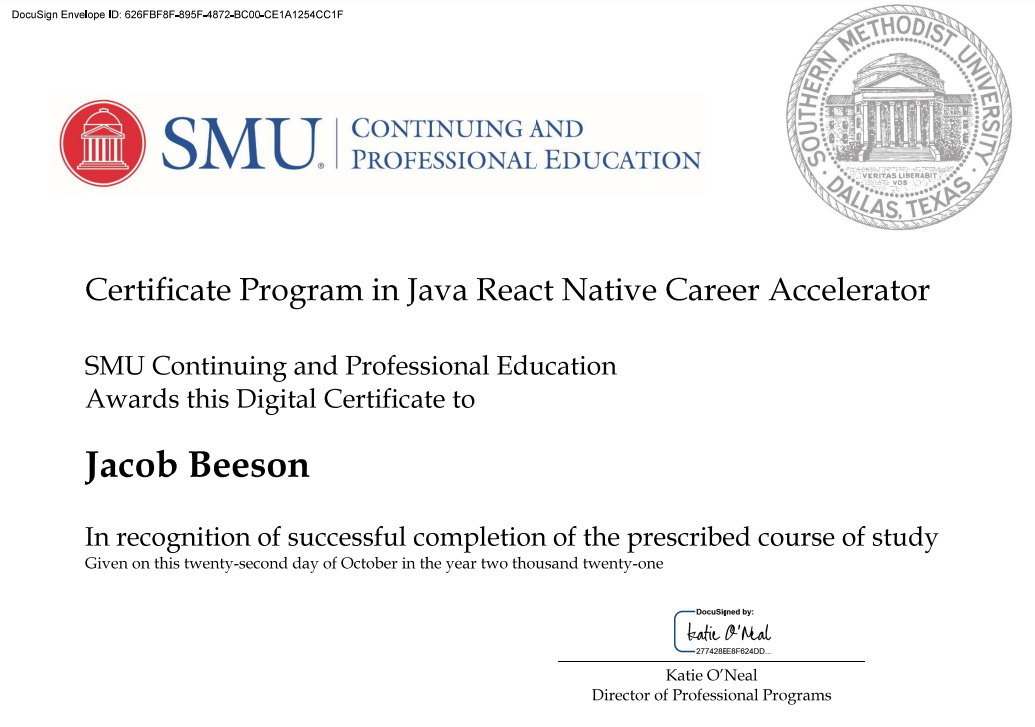 DocuSign Envelope ID: 626FBF8F-895F-4872-BC00-CE1A1254CC1F
SMU. CONTINUING AND
PROFESSIONAL EDUCATION
SOUTHERN METHODIST UNIVERSITY
VERITAS LIBERABIT
VOS
DALLAS, TEXAS
Certificate Program in Java React Native Career Accelerator
SMU Continuing and Professional Education
Awards this Digital Certificate to
Jacob Beeson
In recognition of successful completion of the prescribed course of study
Given on this twenty-second day of October in the year two thousand twenty-one
DocuSigned by:
Katie O'Neal
277428EE8F624DD...
Katie O'Neal
Director of Professional Programs